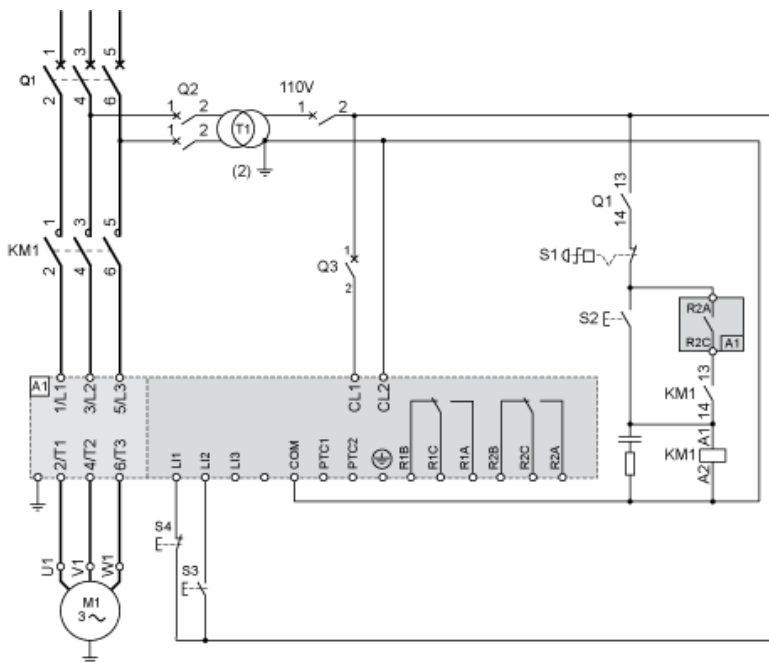 1 3 5
Q1
2 4 6
Q2
1 2
1 2
T1
(2)
110V
1 2
13
Q1
14
1 3 5
KM1
2 4 6
1
Q3
2
S1
S2
R2A
R2C
A1
13
KM1
14
A1
KM1
A2
A1
1/L1 3/L2 5/L3
CL1 CL2
2/T1 4/T2 6/T3
LI1 LI2 LI3 COM PTC1 PTC2 R1B R1C R1A R2B R2C R2A
S4
S3
U1 V1 W1
M1
3 ~